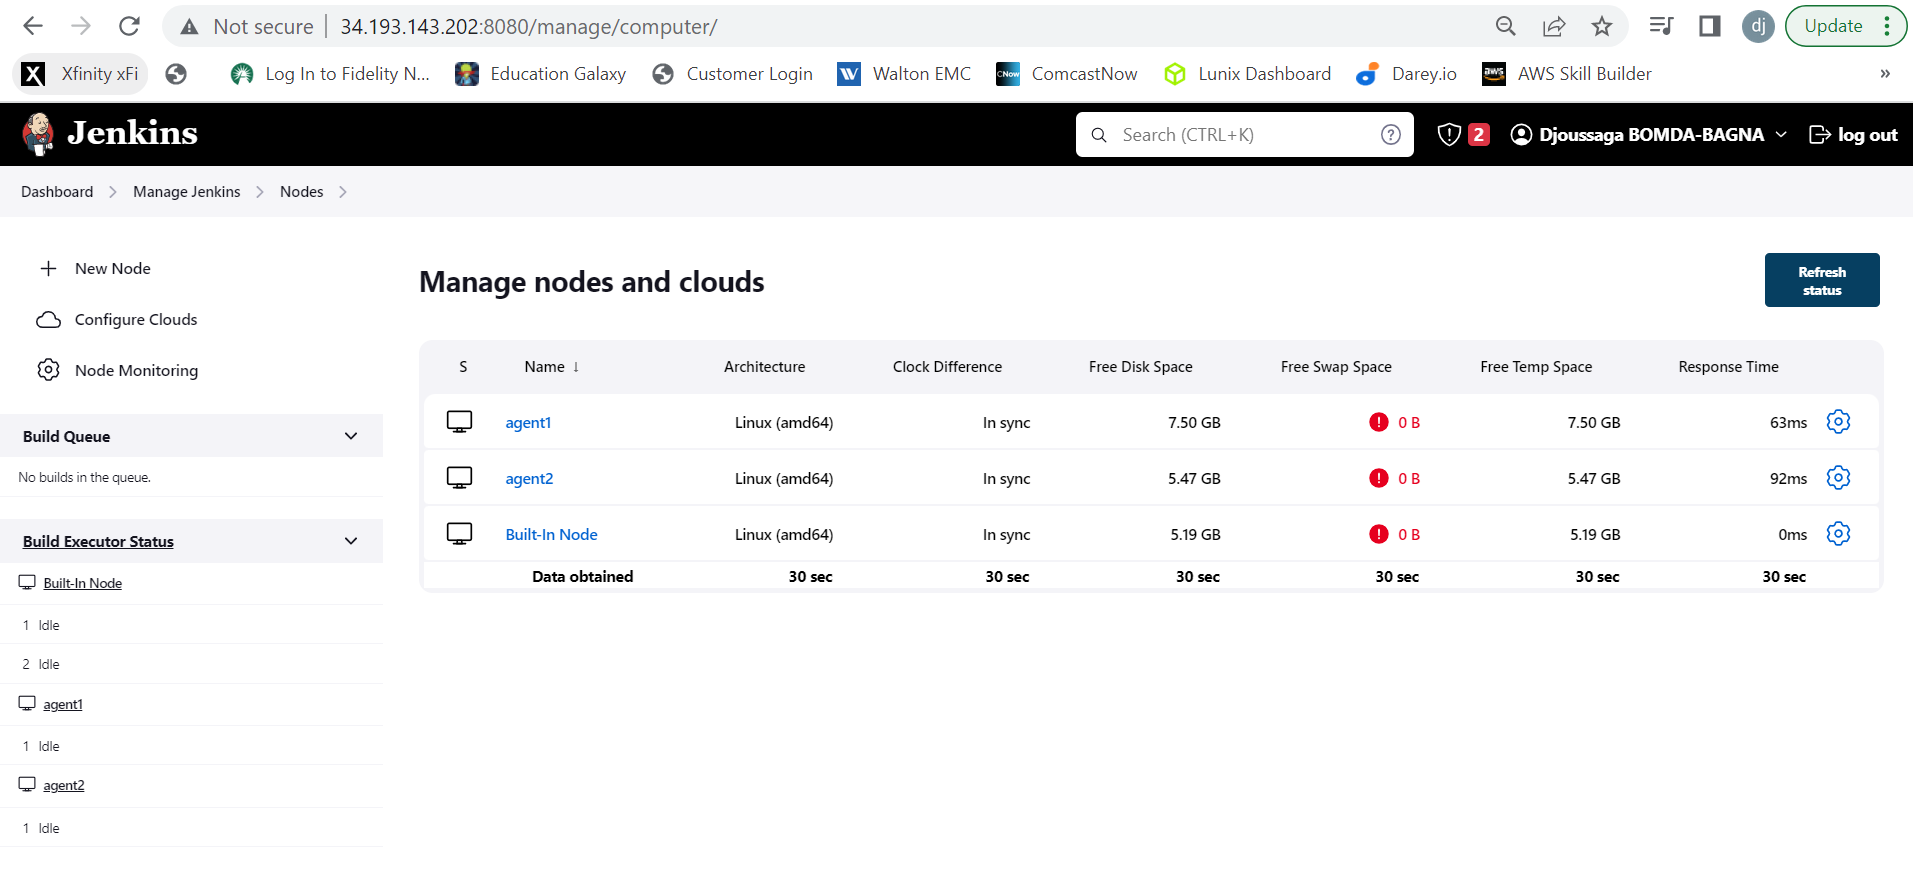 Not secure 34.193.143.202:8080/manage/computer/ dj Update
X Xfinity xFi Log In to Fidelity N... Education Galaxy Customer Login W Walton EMC CNow ComcastNow Lunix Dashboard Darey.io aws AWS Skill Builder »
Jenkins Search (CTRL+K) ? 2 Djoussaga BOMDA-BAGNA log out
Dashboard Manage Jenkins Nodes
New Node
Configure Clouds
Node Monitoring
Build Queue
No builds in the queue.
Build Executor Status
Built-In Node
1 Idle
2 Idle
agent1
1 Idle
agent2
1 Idle
Manage nodes and clouds
Refresh
status
S Name ↓ Architecture Clock Difference Free Disk Space Free Swap Space Free Temp Space Response Time
agent1 Linux (amd64) In sync 7.50 GB 0 B 7.50 GB 63ms
agent2 Linux (amd64) In sync 5.47 GB 0 B 5.47 GB 92ms
Built-In Node Linux (amd64) In sync 5.19 GB 0 B 5.19 GB 0ms
Data obtained 30 sec 30 sec 30 sec 30 sec 30 sec 30 sec